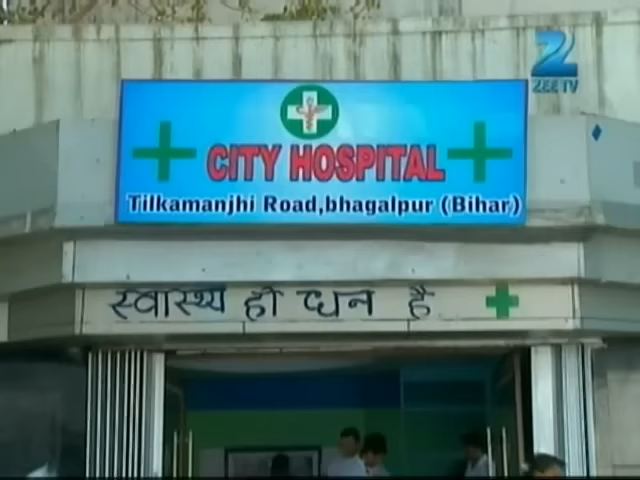 ZEE TV
CITY HOSPITAL
Tilkamanjhi Road,bhagalpur (Bihar)
स्वास्थ्य ही धन है